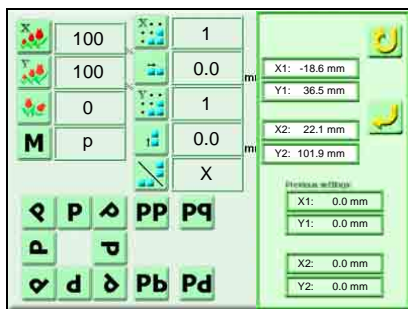 X 100
Y 100
0
M p
X 1
0.0 mm
Y 1
0.0 mm
X
P P P PP Pq
P P
d d d Pb Pd
X1: -18.6 mm
Y1: 36.5 mm
X2: 22.1 mm
Y2: 101.9 mm
Previous settings:
X1: 0.0 mm
Y1: 0.0 mm
X2: 0.0 mm
Y2: 0.0 mm